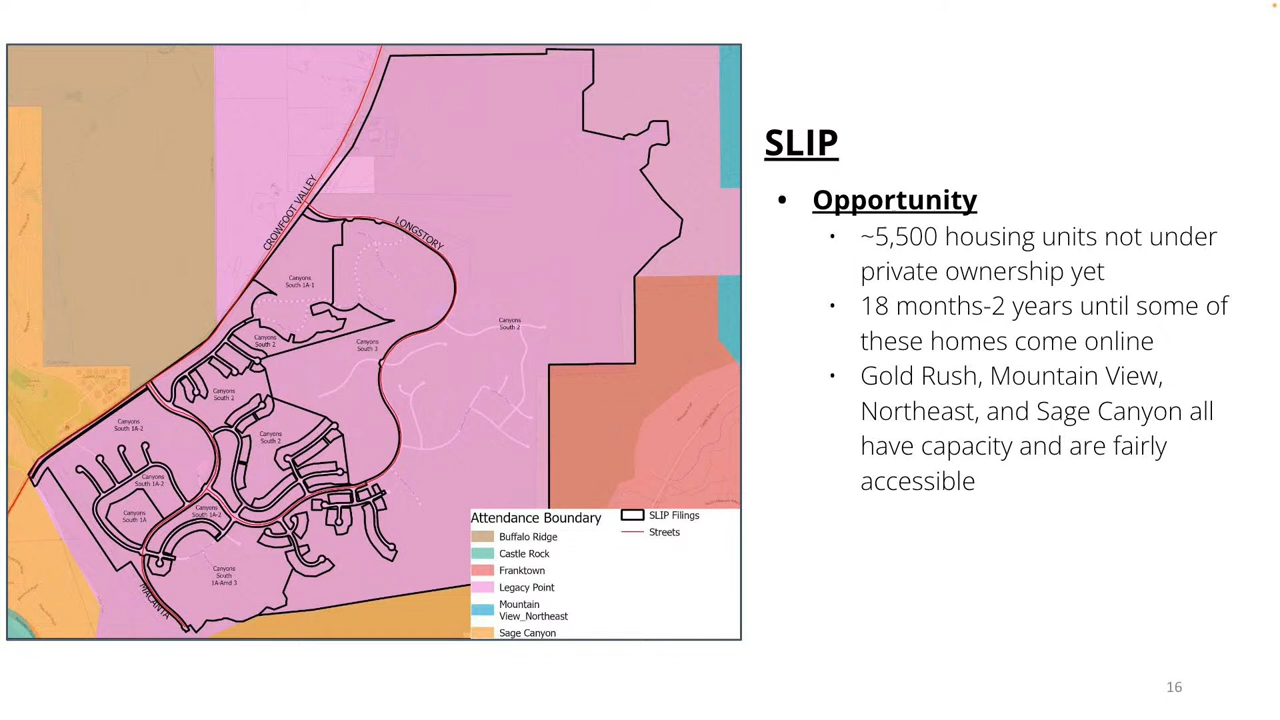 SLIP
• Opportunity
· ~5,500 housing units not under
private ownership yet
· 18 months-2 years until some of
these homes come online
· Gold Rush, Mountain View,
Northeast, and Sage Canyon all
have capacity and are fairly
accessible
CROWFOOT VALLEY
LONGSTORY
Canyons
South 1A-1
Canyons
South 2
Canyons
South 2
Canyons
South 3
Canyons
South 2
Canyons
South 1A-2
Canyons
South 2
Canyons
South 1A-2
Canyons
South 1A
Canyons
South 1A-2
Canyons
South
1A-Amd 3
MACANTA
Attendance Boundary
Buffalo Ridge
Castle Rock
Franktown
Legacy Point
Mountain
View_Northeast
Sage Canyon
SLIP Filings
Streets
16